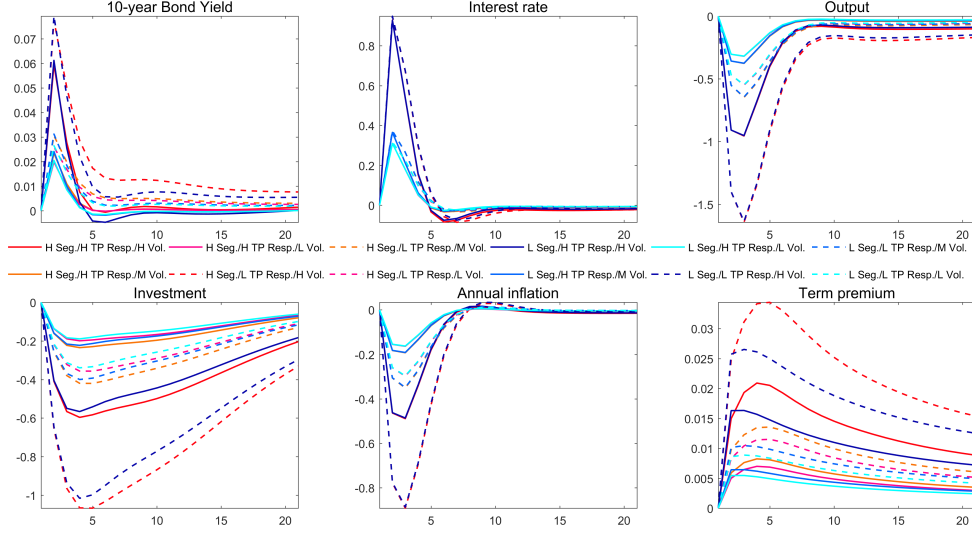 10-year Bond Yield
Interest rate
Output
0.07
0.06
0.05
0.04
0.03
0.02
0.01
0
5 10 15 20
0.8
0.6
0.4
0.2
0
5 10 15 20
0
-0.5
-1
-1.5
5 10 15 20
H Seg./H TP Resp./H Vol. H Seg./H TP Resp./L Vol. H Seg./L TP Resp./M Vol. L Seg./H TP Resp./H Vol. L Seg./H TP Resp./L Vol. L Seg./L TP Resp./M Vol.
H Seg./H TP Resp./M Vol. H Seg./L TP Resp./H Vol. H Seg./L TP Resp./L Vol. L Seg./H TP Resp./M Vol. L Seg./L TP Resp./H Vol. L Seg./L TP Resp./L Vol.
Investment
Annual inflation
Term premium
0
-0.2
-0.4
-0.6
-0.8
-1
5 10 15 20
0
-0.2
-0.4
-0.6
-0.8
5 10 15 20
0.03
0.025
0.02
0.015
0.01
0.005
0
5 10 15 20